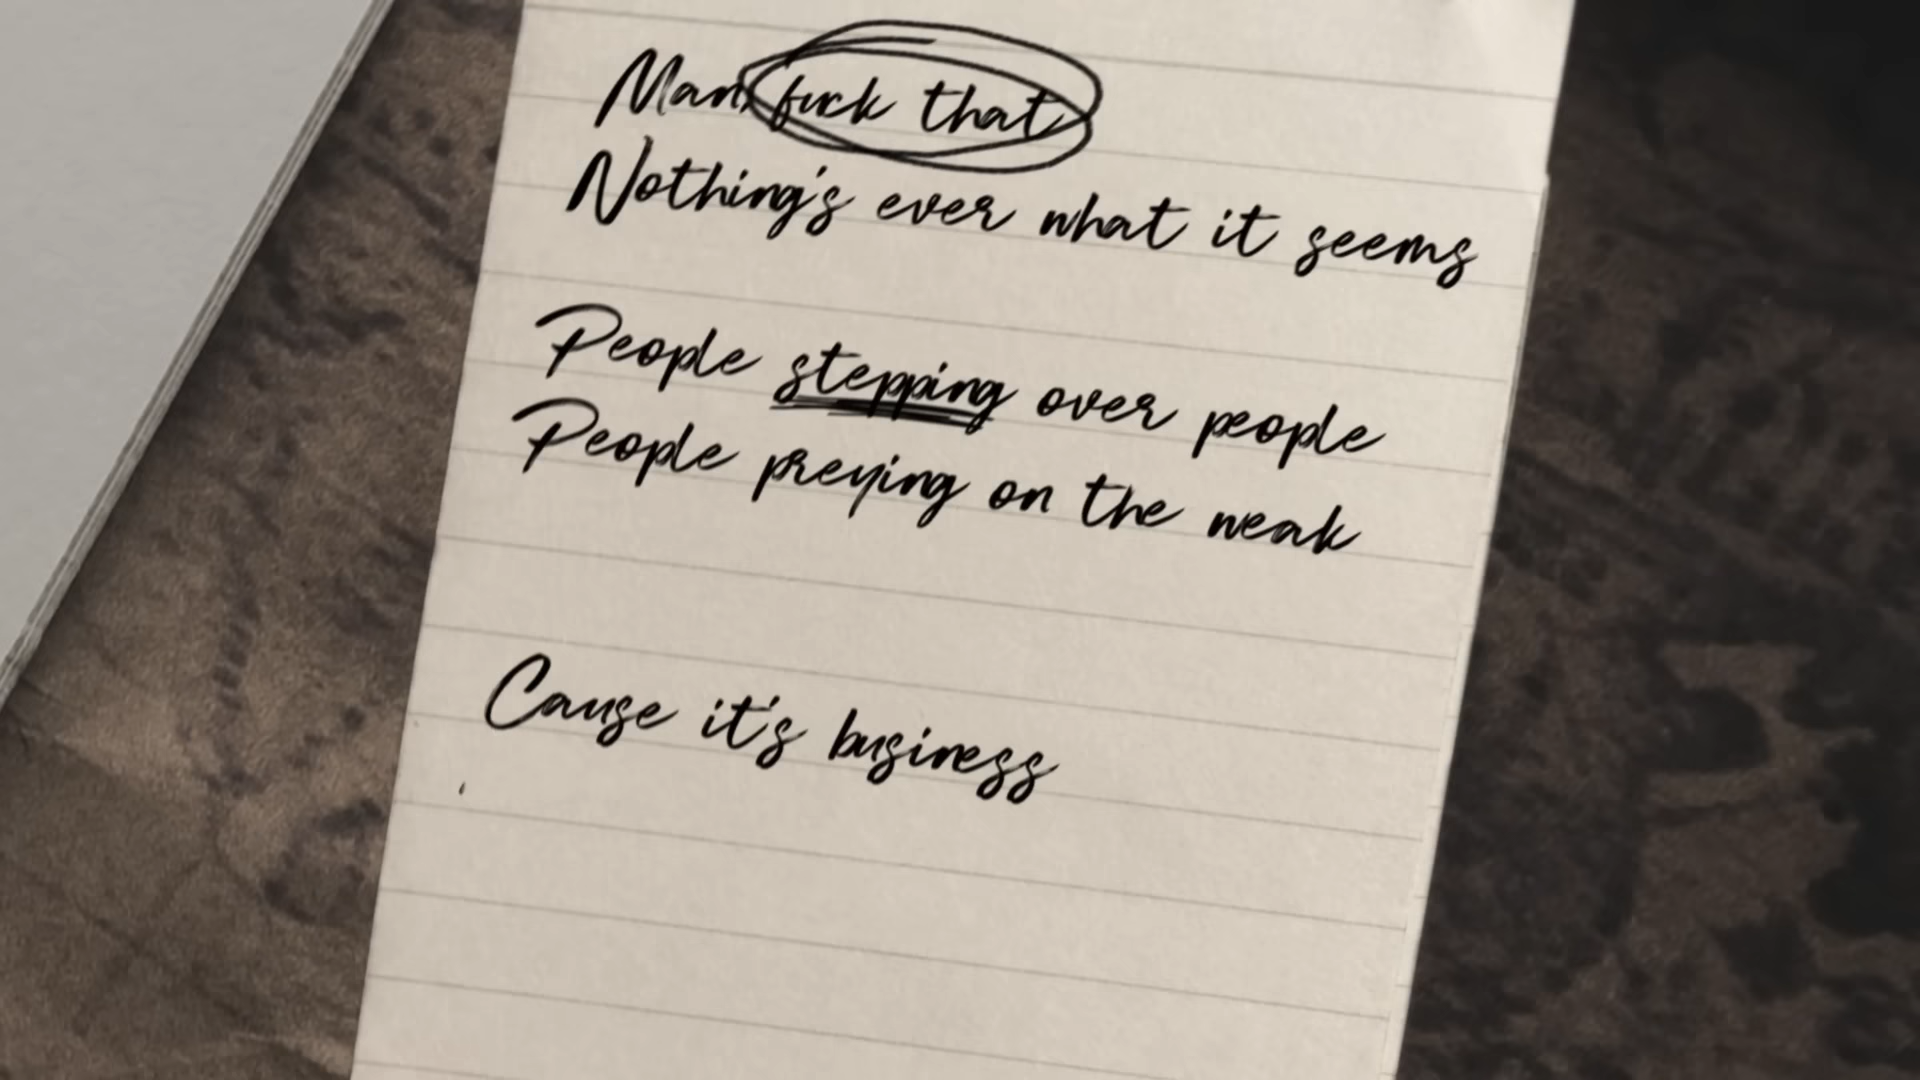 Man, fuck that
Nothing's ever what it seems
People stepping over people
People preying on the weak
Cause it's business